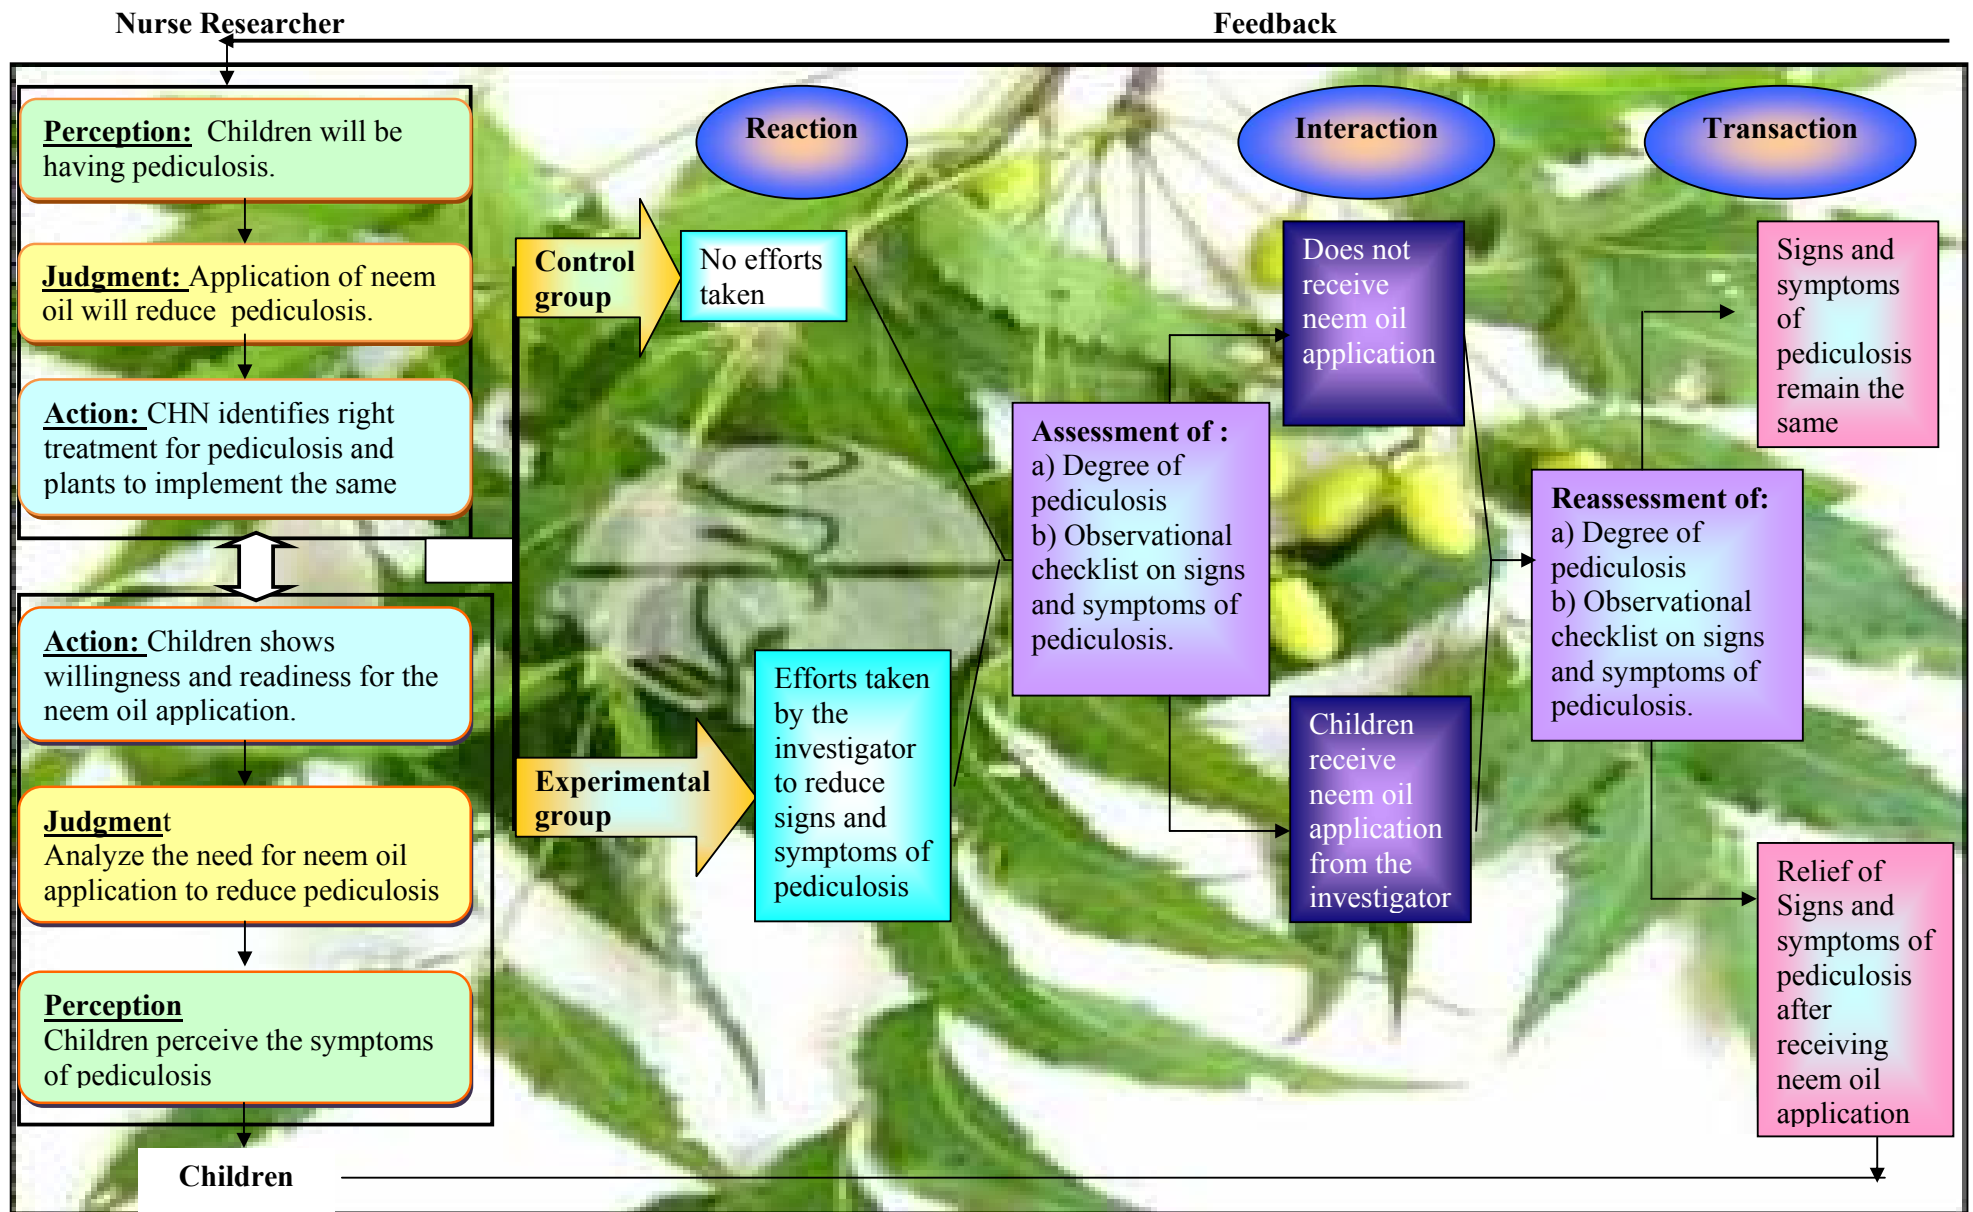 Nurse Researcher
Feedback
Perception: Children will be
having pediculosis.
Judgment: Application of neem
oil will reduce pediculosis.
Action: CHN identifies right
treatment for pediculosis and
plants to implement the same
Action: Children shows
willingness and readiness for the
neem oil application.
Judgment
Analyze the need for neem oil
application to reduce pediculosis
Perception
Children perceive the symptoms
of pediculosis
Children
Control
group
Experimental
group
Reaction
No efforts
taken
Efforts taken
by the
investigator
to reduce
signs and
symptoms of
pediculosis
Assessment of :
a) Degree of
pediculosis
b) Observational
checklist on signs
and symptoms of
pediculosis.
Interaction
Does not
receive
neem oil
application
Children
receive
neem oil
application
from the
investigator
Reassessment of:
a) Degree of
pediculosis
b) Observational
checklist on signs
and symptoms of
pediculosis.
Transaction
Signs and
symptoms
of
pediculosis
remain the
same
Relief of
Signs and
symptoms of
pediculosis
after
receiving
neem oil
application